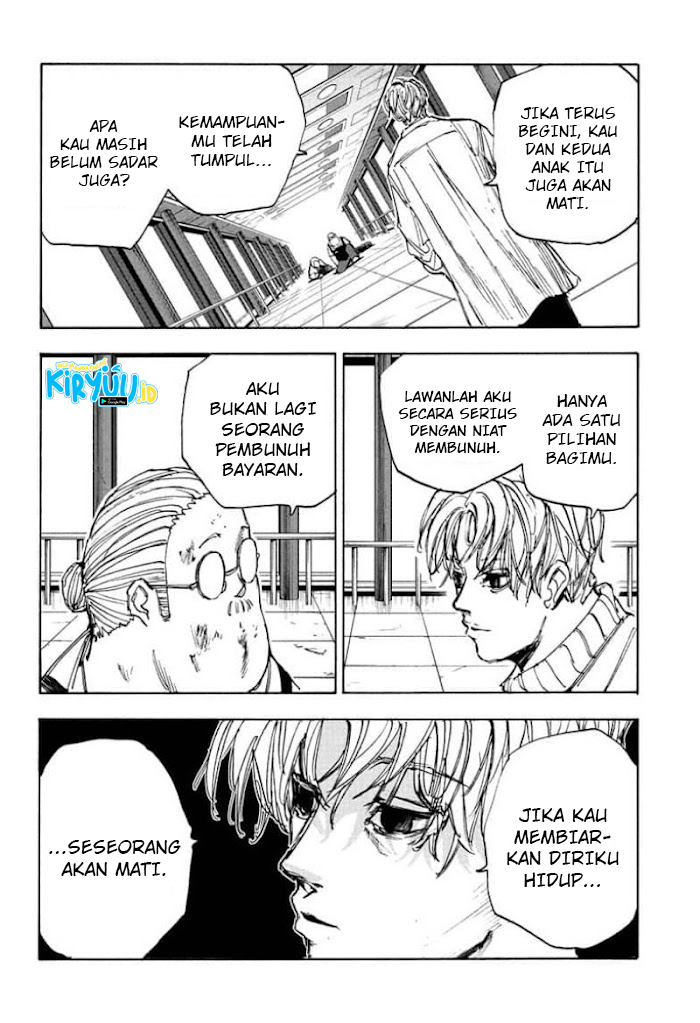 JIKA TERUS
BEGINI, KAU
DAN KEDUA
ANAK ITU
JUGA AKAN
MATI.
KEMAMPUAN-
MU TELAH
TUMPUL...
APA
KAU MASIH
BELUM SADAR
JUGA?
HANYA
ADA SATU
PILIHAN
BAGIMU.
LAWANLAH AKU
SECARA SERIUS
DENGAN NIAT
MEMBUNUH.
AKU
BUKAN LAGI
SEORANG
PEMBUNUH
BAYARAN.
KIRYUU.ID
JIKA KAU
MEMBIAR-
KAN DIRIKU
HIDUP...
...SESEORANG
AKAN MATI.